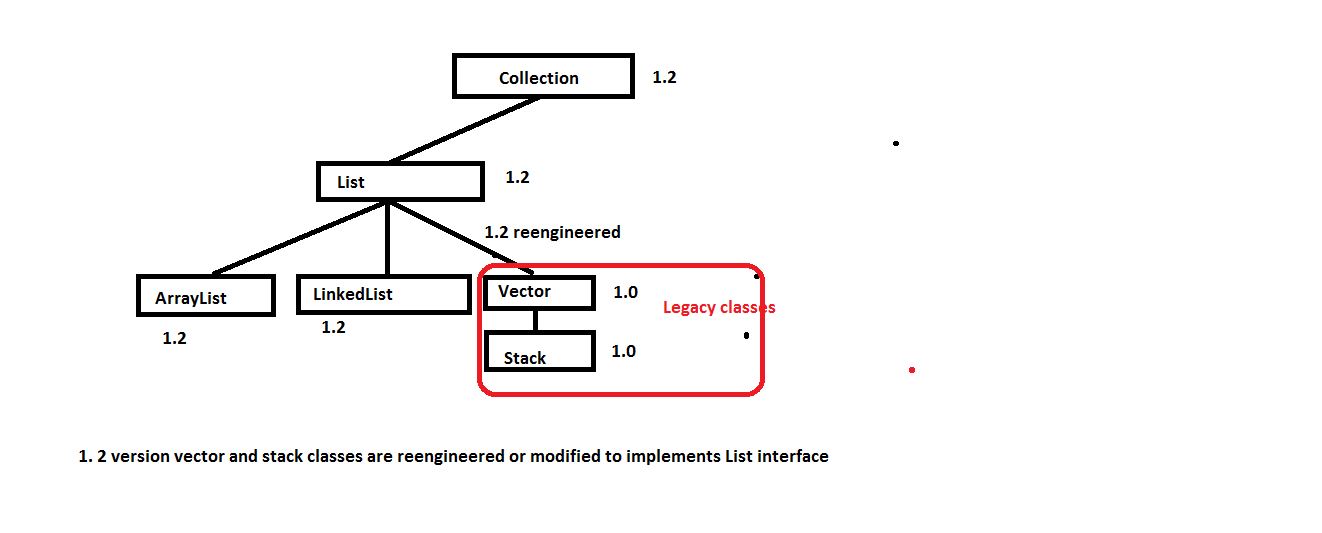 Collection 1.2
List 1.2
1.2 reengineered
ArrayList LinkedList Vector 1.0 Legacy classes
1.2 1.2
Stack 1.0
1. 2 version vector and stack classes are reengineered or modified to implements List interface